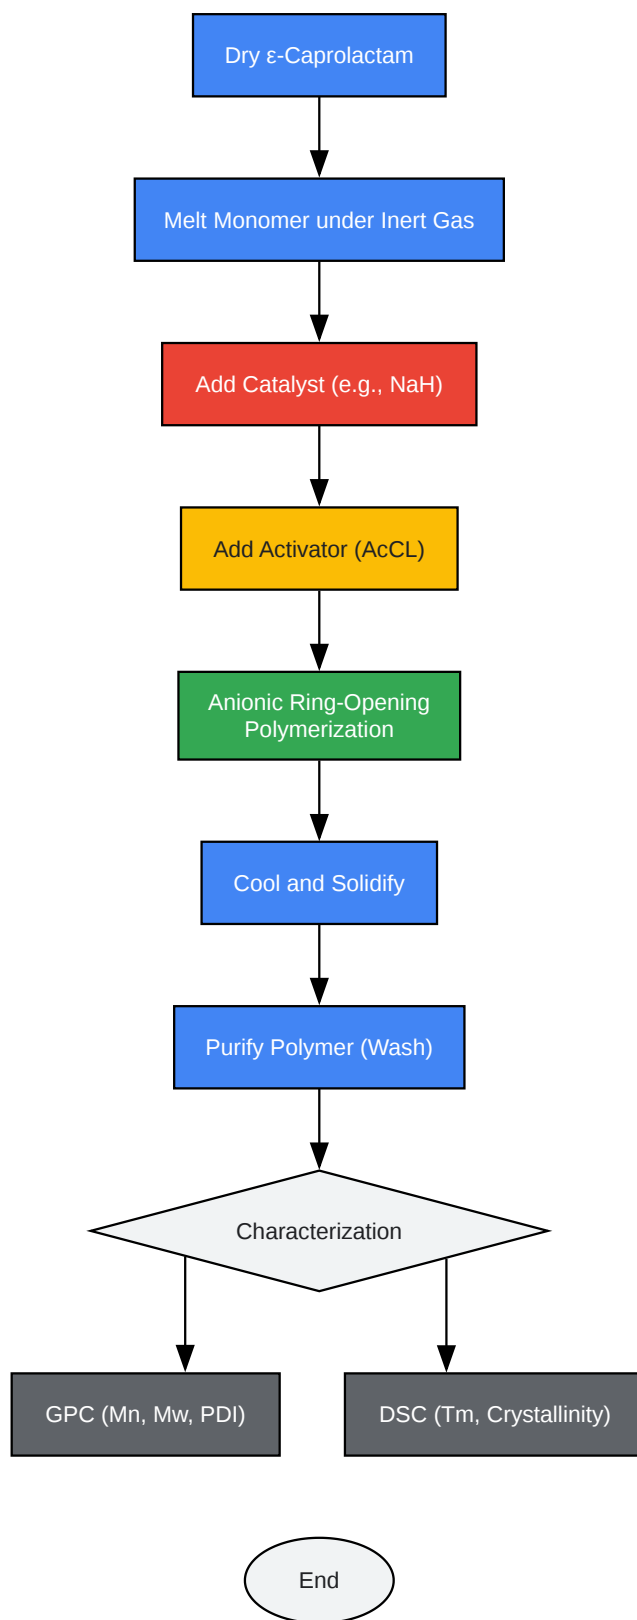 Dry ε-Caprolactam
Melt Monomer under Inert Gas
Add Catalyst (e.g., NaH)
Add Activator (AcCL)
Anionic Ring-Opening
Polymerization
Cool and Solidify
Purify Polymer (Wash)
Characterization
GPC (Mn, Mw, PDI)
DSC (Tm, Crystallinity)
End